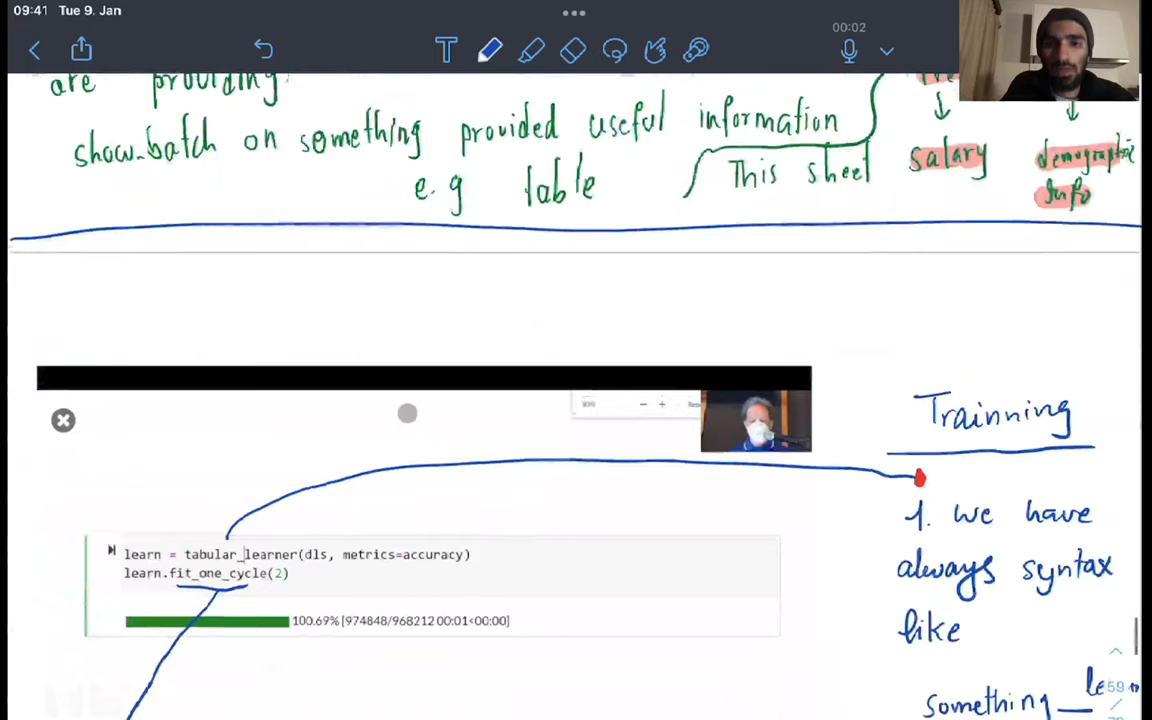 09:41 Tue 9. Jan
00:02
are providing.
show_batch on something provided useful information
e.g table
This sheet
salary
demographic
Info
Trainning
learn = tabular_learner(dls, metrics=accuracy)
learn.fit_one_cycle(2)
100.69% [974848/968212 00:01<00:00]
1. we have
always syntax
like
something_le
59